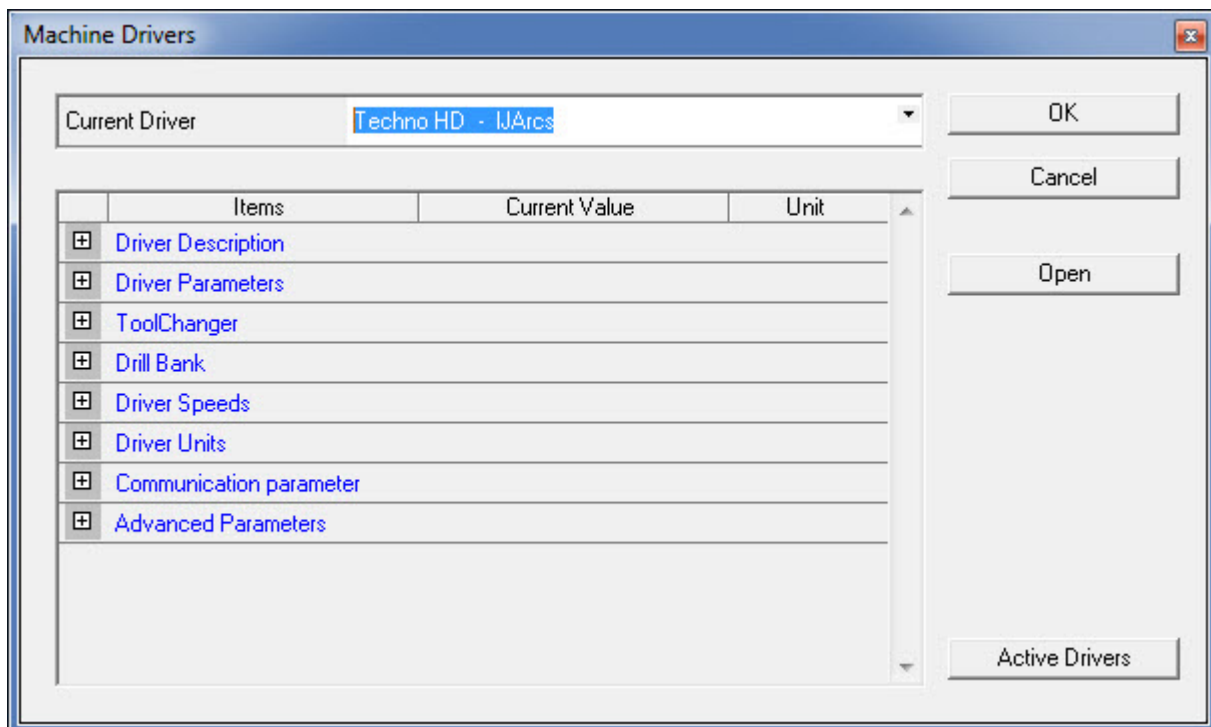 Machine Drivers
Current Driver Techno HD - IJArcs
OK
Cancel
Open
Items Current Value Unit
Driver Description
Driver Parameters
ToolChanger
Drill Bank
Driver Speeds
Driver Units
Communication parameter
Advanced Parameters
Active Drivers